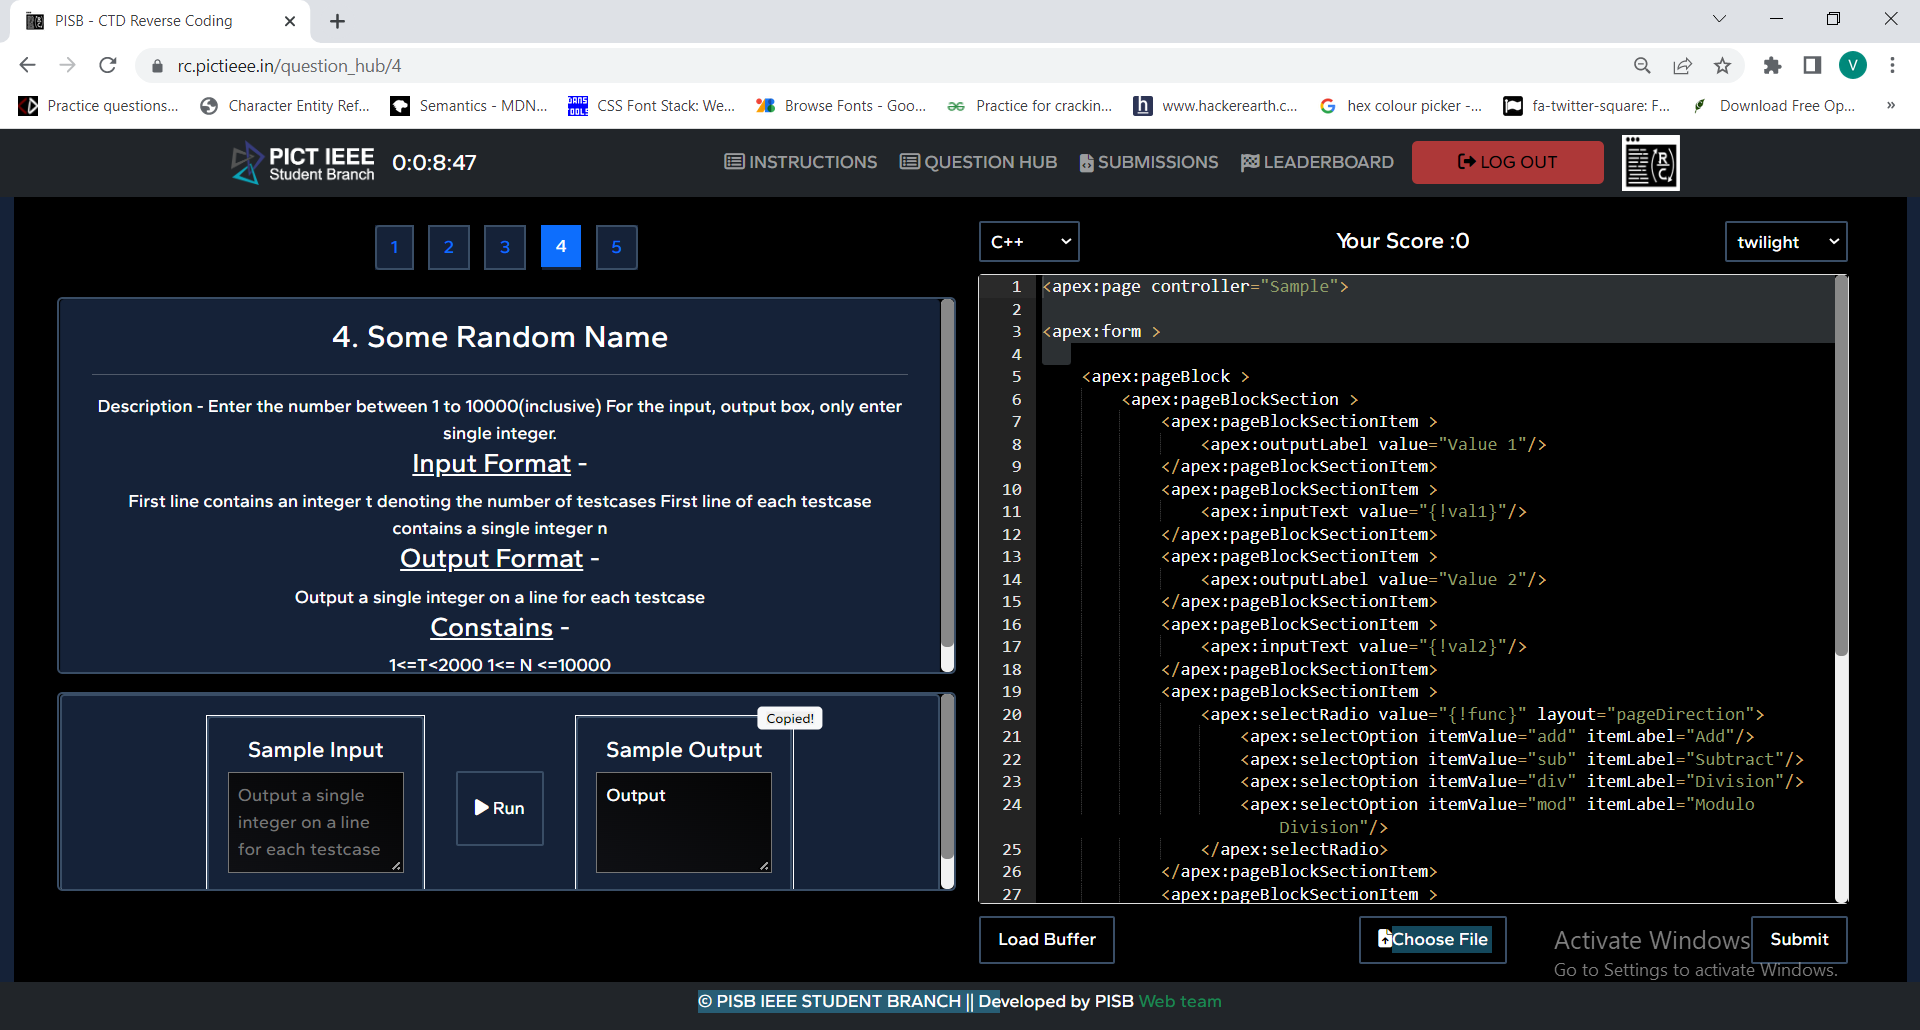 PISB - CTD Reverse Coding
rc.pictieee.in/question_hub/4
V
Practice questions...
Character Entity Ref...
Semantics - MDN...
CSS Font Stack: We...
Browse Fonts - Goo...
Practice for crackin...
www.hackerearth.c...
hex colour picker -...
fa-twitter-square: F...
Download Free Op...
»
PICT IEEE
Student Branch
0:0:8:47
INSTRUCTIONS
QUESTION HUB
SUBMISSIONS
LEADERBOARD
LOG OUT
1 2 3 4 5
4. Some Random Name
Description - Enter the number between 1 to 10000(inclusive) For the input, output box, only enter
single integer.
Input Format -
First line contains an integer t denoting the number of testcases First line of each testcase
contains a single integer n
Output Format -
Output a single integer on a line for each testcase
Constains -
1<=T<2000 1<= N <=10000
Sample Input
Output a single
integer on a line
for each testcase
Run
Copied!
Sample Output
Output
C++
Your Score :0
twilight
1 <apex:page controller="Sample">
2
3 <apex:form >
4
5 <apex:pageBlock >
6 <apex:pageBlockSection >
7 <apex:pageBlockSectionItem >
8 <apex:outputLabel value="Value 1"/>
9 </apex:pageBlockSectionItem>
10 <apex:pageBlockSectionItem >
11 <apex:inputText value="{!val1}"/>
12 </apex:pageBlockSectionItem>
13 <apex:pageBlockSectionItem >
14 <apex:outputLabel value="Value 2"/>
15 </apex:pageBlockSectionItem>
16 <apex:pageBlockSectionItem >
17 <apex:inputText value="{!val2}"/>
18 </apex:pageBlockSectionItem>
19 <apex:pageBlockSectionItem >
20 <apex:selectRadio value="{!func}" layout="pageDirection">
21 <apex:selectOption itemValue="add" itemLabel="Add"/>
22 <apex:selectOption itemValue="sub" itemLabel="Subtract"/>
23 <apex:selectOption itemValue="div" itemLabel="Division"/>
24 <apex:selectOption itemValue="mod" itemLabel="Modulo
Division"/>
25 </apex:selectRadio>
26 </apex:pageBlockSectionItem>
27 <apex:pageBlockSectionItem >
Load Buffer
Choose File
Submit
Activate Windows
Go to Settings to activate Windows.
© PISB IEEE STUDENT BRANCH || Developed by PISB Web team